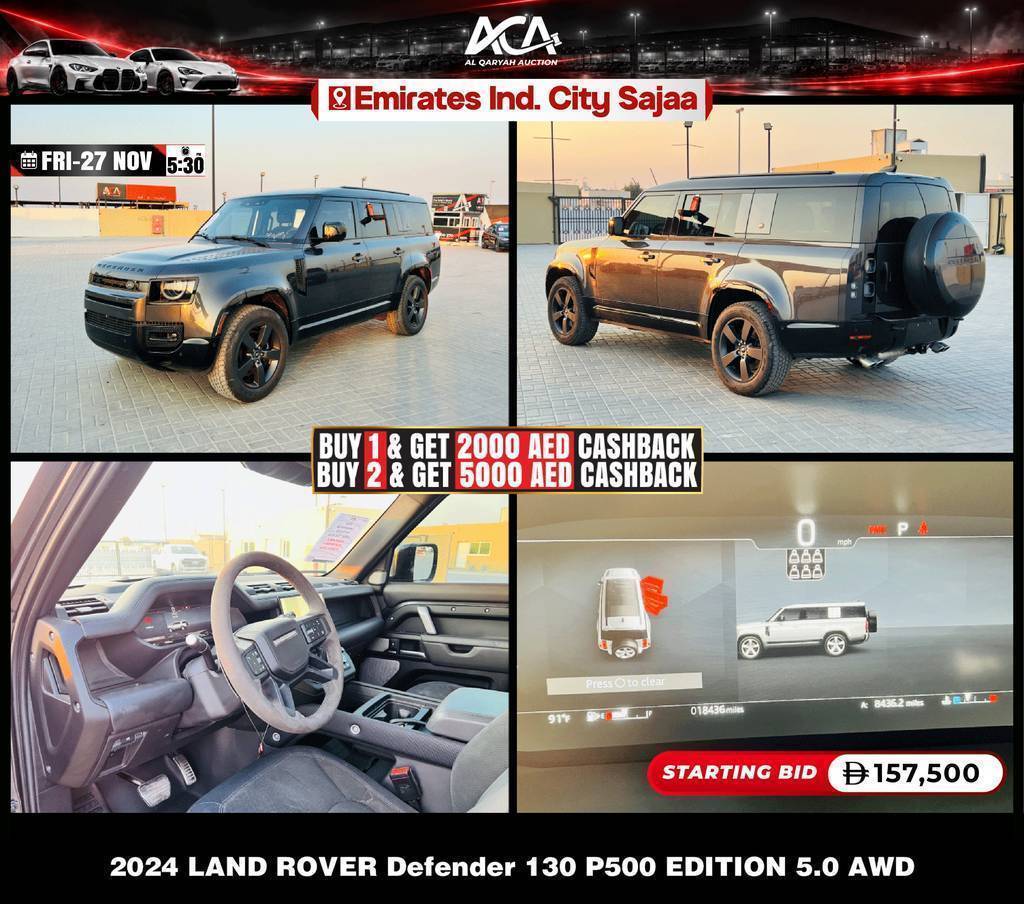 ACA
AL QARYAH AUCTION
Emirates Ind. City Sajaa
FRI-27 NOV 5:30
DEFENDER
BUY 1 & GET 2000 AED CASHBACK
BUY 2 & GET 5000 AED CASHBACK
0
mph
P
Press to clear
91°F
018436 miles
A: 8436.2 miles
STARTING BID 157,500
2024 LAND ROVER Defender 130 P500 EDITION 5.0 AWD